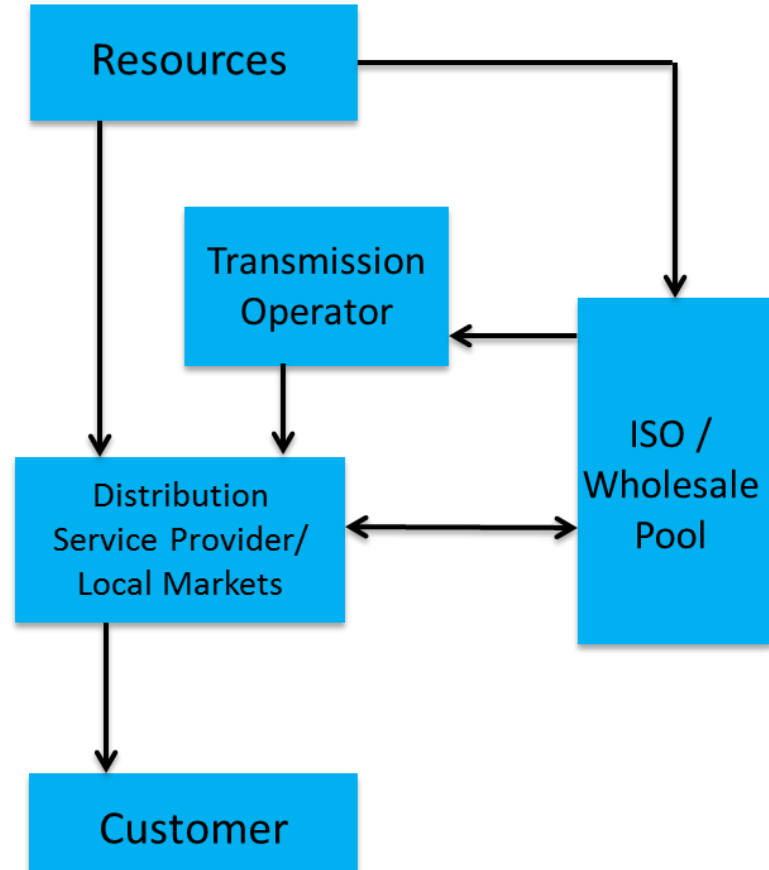 Resources
Transmission
Operator
ISO /
Wholesale
Pool
Distribution
Service Provider/
Local Markets
Customer